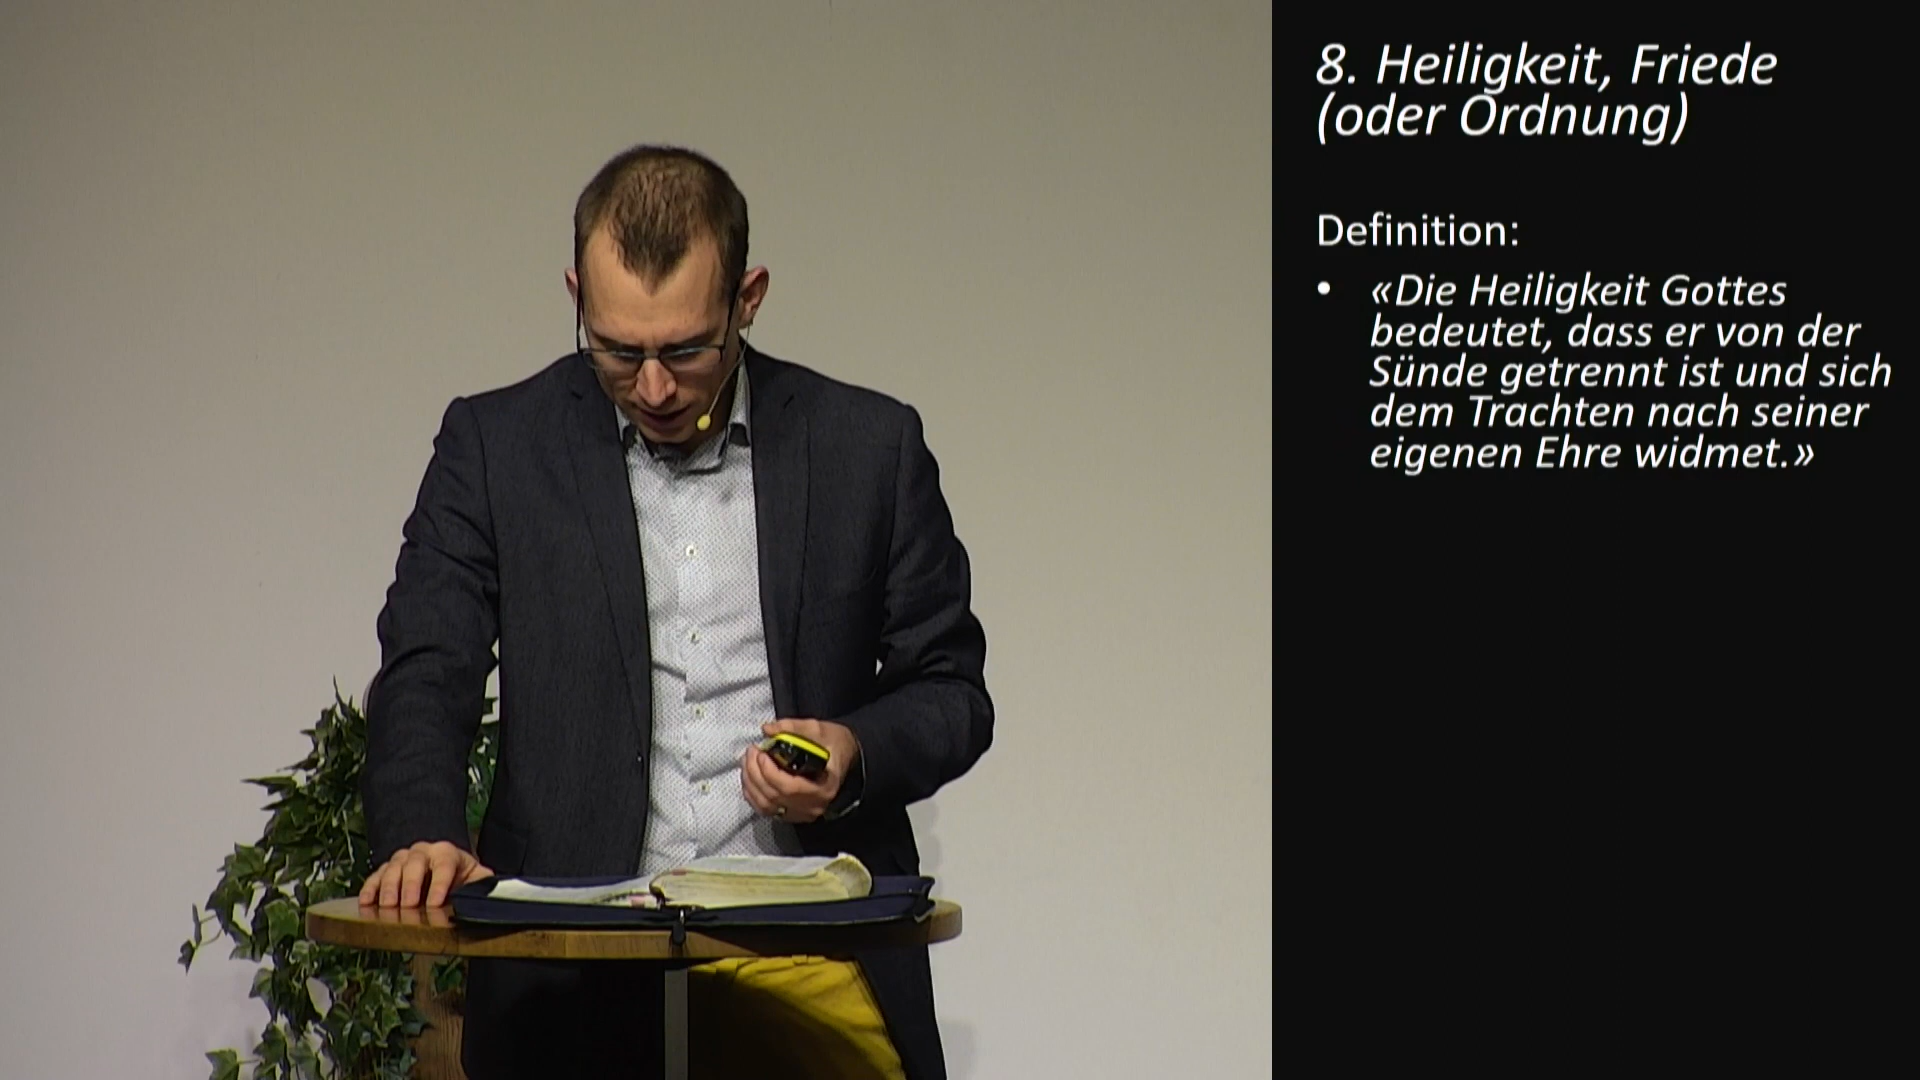 8. Heiligkeit, Friede
(oder Ordnung)
Definition:
• «Die Heiligkeit Gottes
bedeutet, dass er von der
Sünde getrennt ist und sich
dem Trachten nach seiner
eigenen Ehre widmet.»